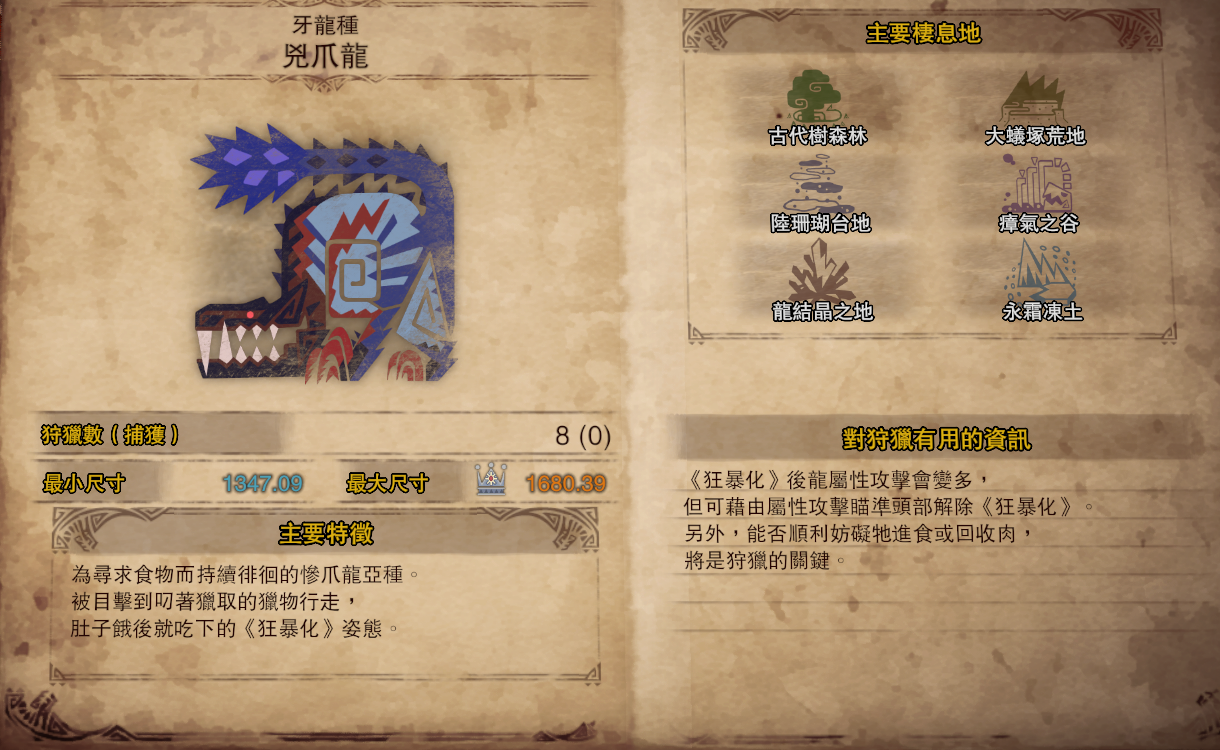 牙龍種
兇爪龍
狩獵數（捕獲）
8 (0)
最小尺寸
1347.09
最大尺寸
1680.39
主要特徵
為尋求食物而持續徘徊的慘爪龍亞種。
被目擊到叼著獵取的獵物行走，
肚子餓後就吃下的《狂暴化》姿態。
主要棲息地
古代樹森林
大蟻塚荒地
陸珊瑚台地
瘴氣之谷
龍結晶之地
永霜凍土
對狩獵有用的資訊
《狂暴化》後龍屬性攻擊會變多，
但可藉由屬性攻擊瞄準頭部解除《狂暴化》。
另外，能否順利妨礙牠進食或回收肉，
將是狩獵的關鍵。